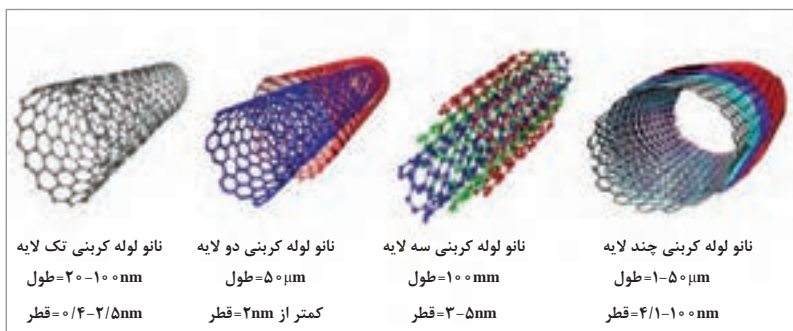 نانو لوله کربنی چند لایه
طول=۱-۵۰µm
قطر=۴/۱-۱۰۰nm
نانو لوله کربنی سه لایه
طول=۱۰۰mm
قطر=۳-۵nm
نانو لوله کربنی دو لایه
طول=۵۰µm
قطر=۲nm کمتر از
نانو لوله کربنی تک لایه
طول=۲۰-۱۰۰nm
قطر=۰/۴-۲/۵nm